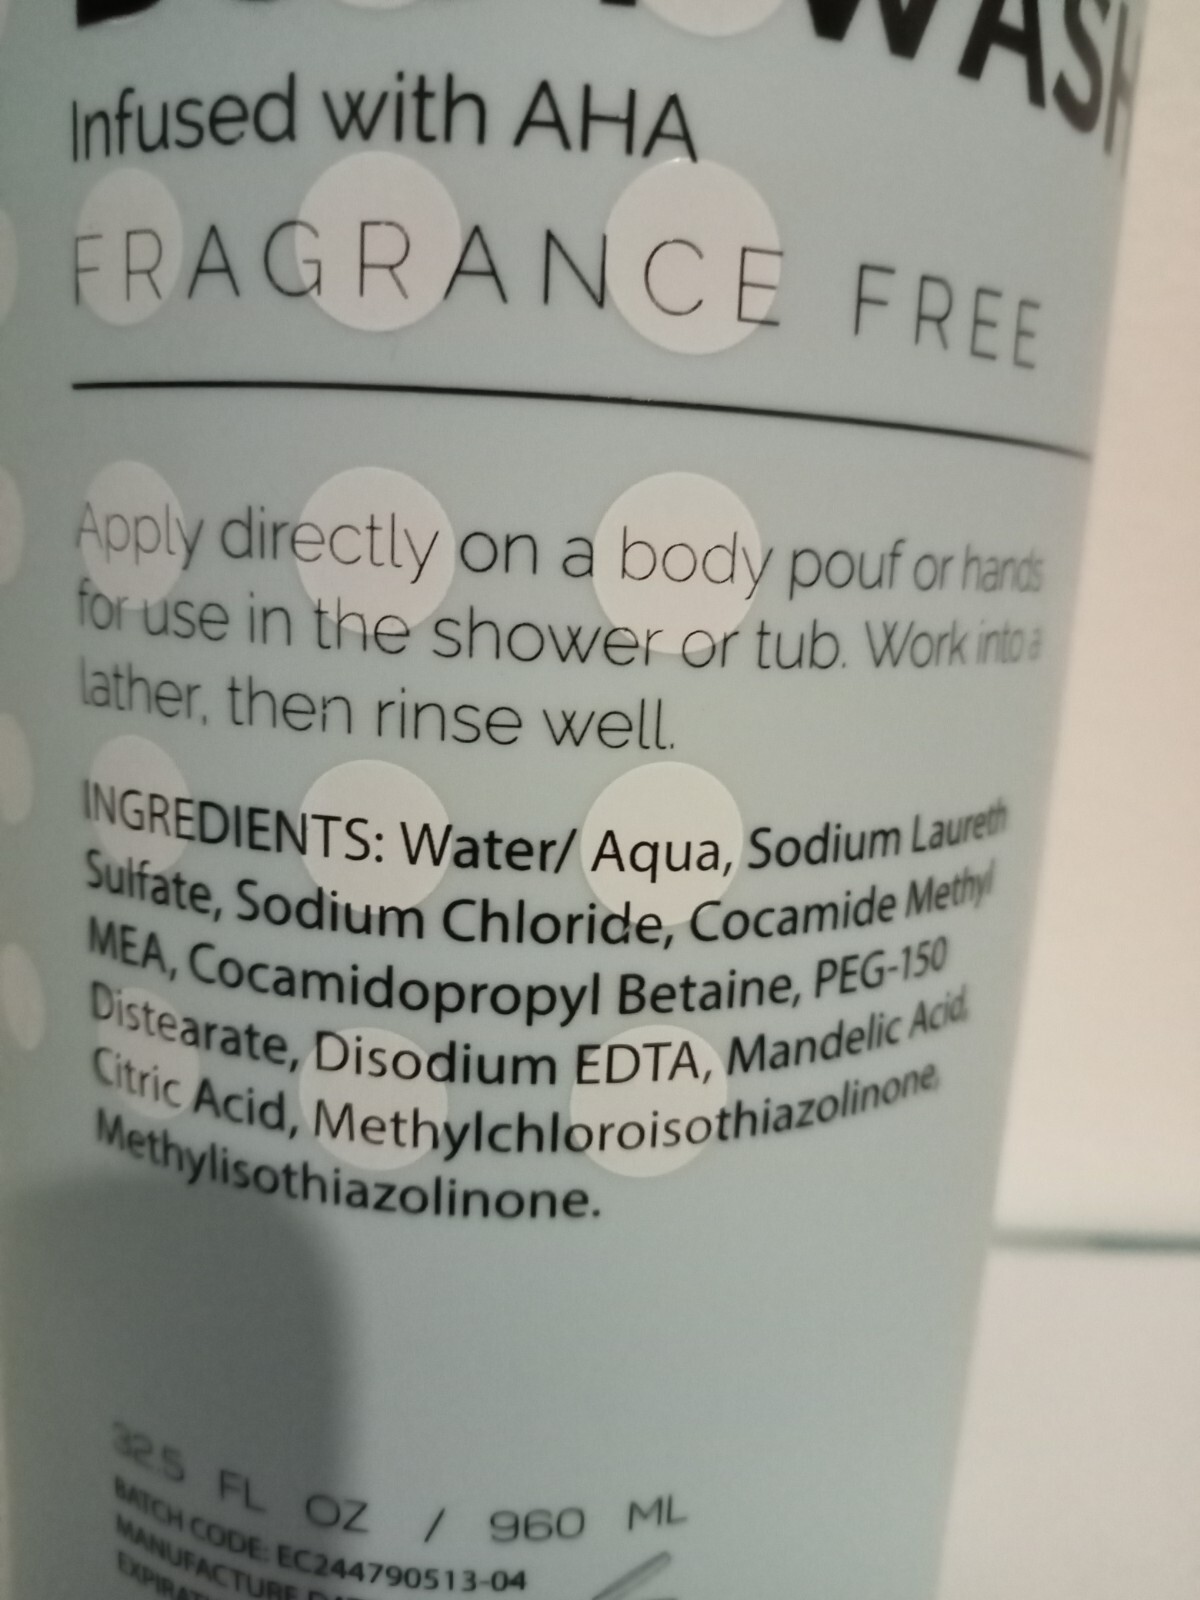 BODY WASH
Infused with AHA
FRAGRANCE FREE
Apply directly on a body pouf or hands
for use in the shower or tub. Work into a
lather, then rinse well.
INGREDIENTS: Water/ Aqua, Sodium Laureth
Sulfate, Sodium Chloride, Cocamide Methyl
MEA, Cocamidopropyl Betaine, PEG-150
Distearate, Disodium EDTA, Mandelic Acid,
Citric Acid, Methylchloroisothiazolinone,
Methylisothiazolinone.
32.5 FL OZ / 960 ML
BATCH CODE: EC244790513-04
MANUFACTURE